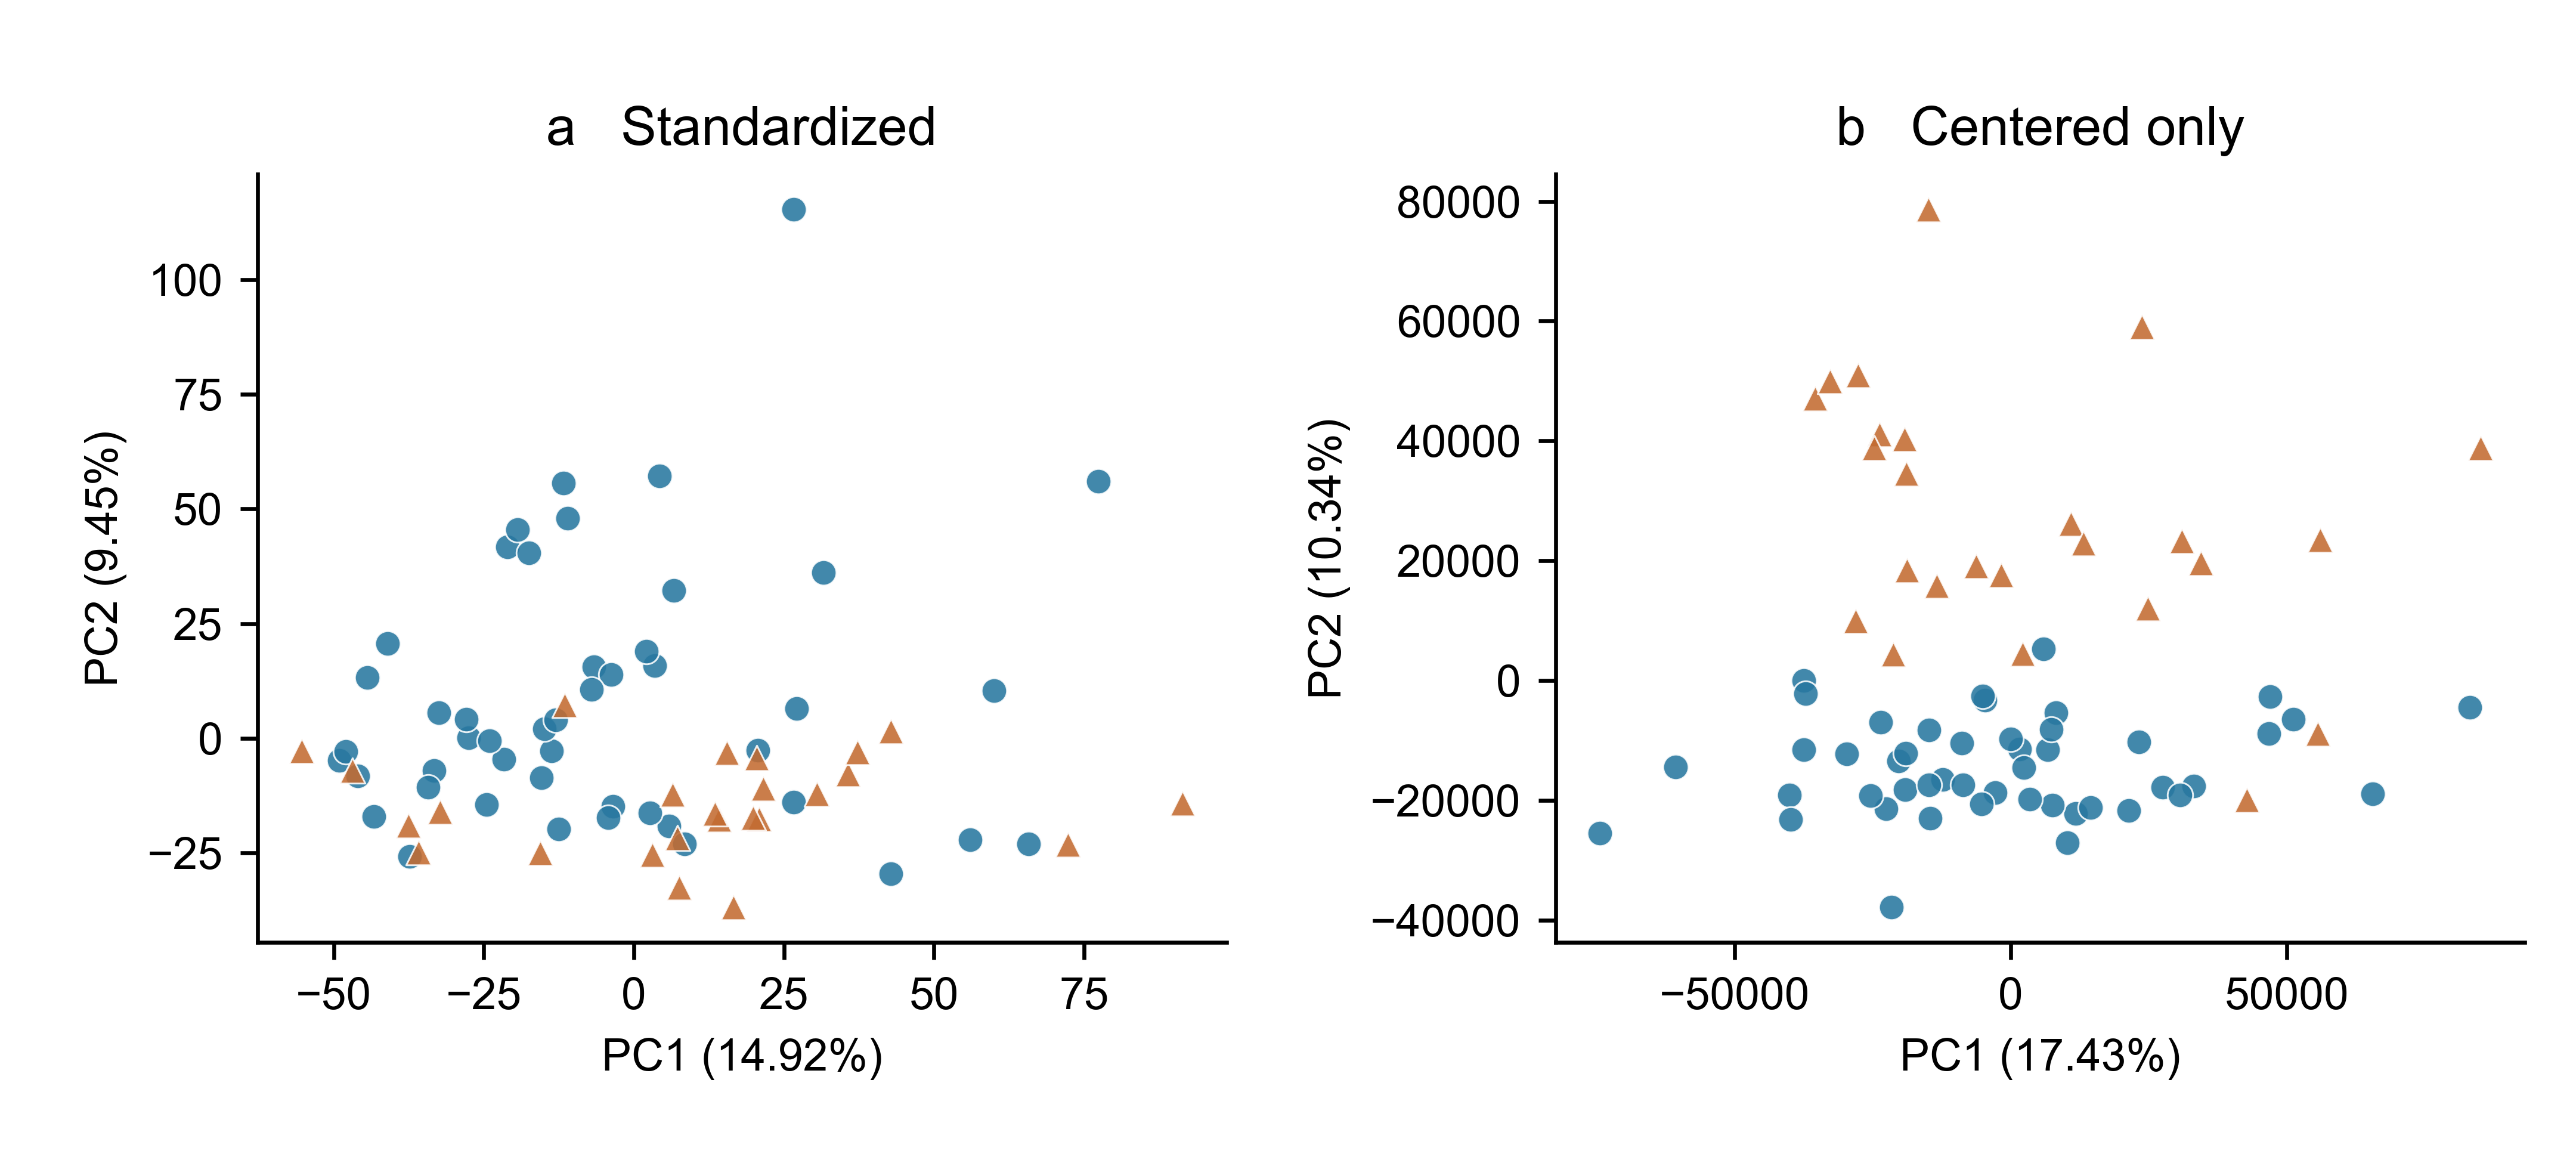 a Standardized
100
75
50
25
0
−25
PC2 (9.45%)
−50 −25 0 25 50 75
PC1 (14.92%)
b Centered only
80000
60000
40000
20000
0
−20000
−40000
PC2 (10.34%)
−50000 0 50000
PC1 (17.43%)